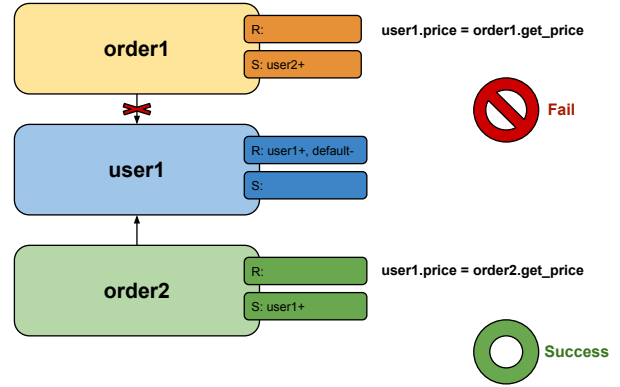 order1
R:
S: user2+
user1.price = order1.get_price
Fail
user1
R: user1+, default-
S:
order2
R:
S: user1+
user1.price = order2.get_price
Success